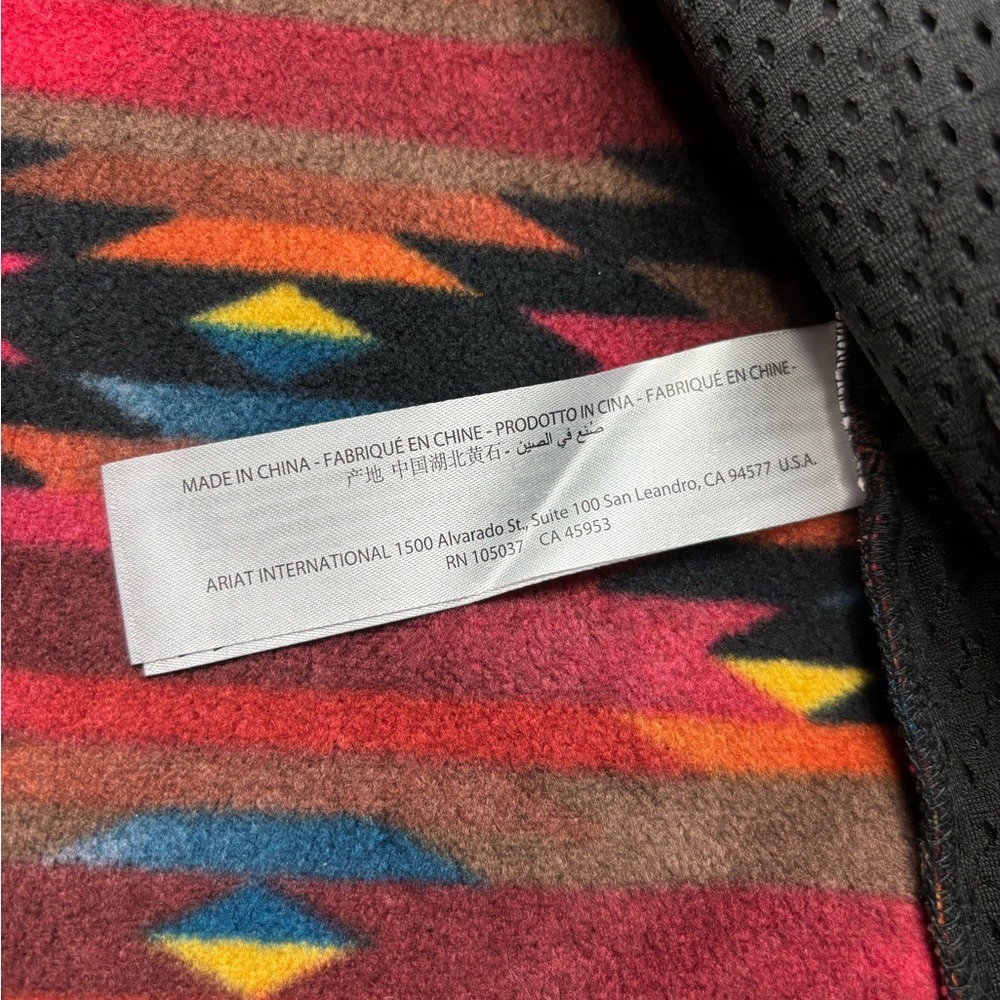 MADE IN CHINA - FABRIQUÉ EN CHINE - PRODOTTO IN CINA - FABRIQUÉ EN CHINE -
产地 中国湖北黄石 - صنع في الصين
ARIAT INTERNATIONAL 1500 Alvarado St., Suite 100 San Leandro, CA 94577 U.S.A.
RN 105037 CA 45953